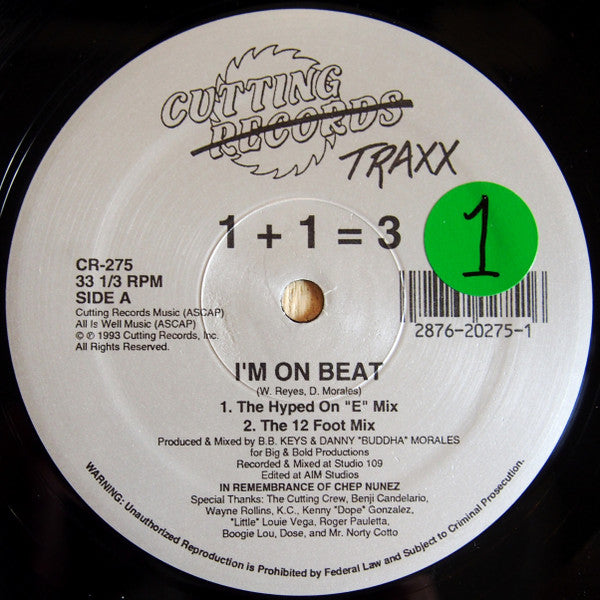 CUTTING
RECORDS
TRAXX
1 + 1 = 3
1
CR-275
33 1/3 RPM
SIDE A
Cutting Records Music (ASCAP)
All Is Well Music (ASCAP)
© ℗ 1993 Cutting Records, Inc.
All Rights Reserved.
2876-20275-1
I'M ON BEAT
(W. Reyes, D. Morales)
1. The Hyped On "E" Mix
2. The 12 Foot Mix
Produced & Mixed by B.B. KEYS & DANNY "BUDDHA" MORALES
for Big & Bold Productions
Recorded & Mixed at Studio 109
Edited at AIM Studios
IN REMEMBRANCE OF CHEP NUNEZ
Special Thanks: The Cutting Crew, Benji Candelario,
Wayne Rollins, K.C., Kenny "Dope" Gonzalez,
"Little" Louie Vega, Roger Pauletta,
Boogie Lou, Dose, and Mr. Norty Cotto
WARNING: Unauthorized Reproduction is Prohibited by Federal Law and Subject to Criminal Prosecution.